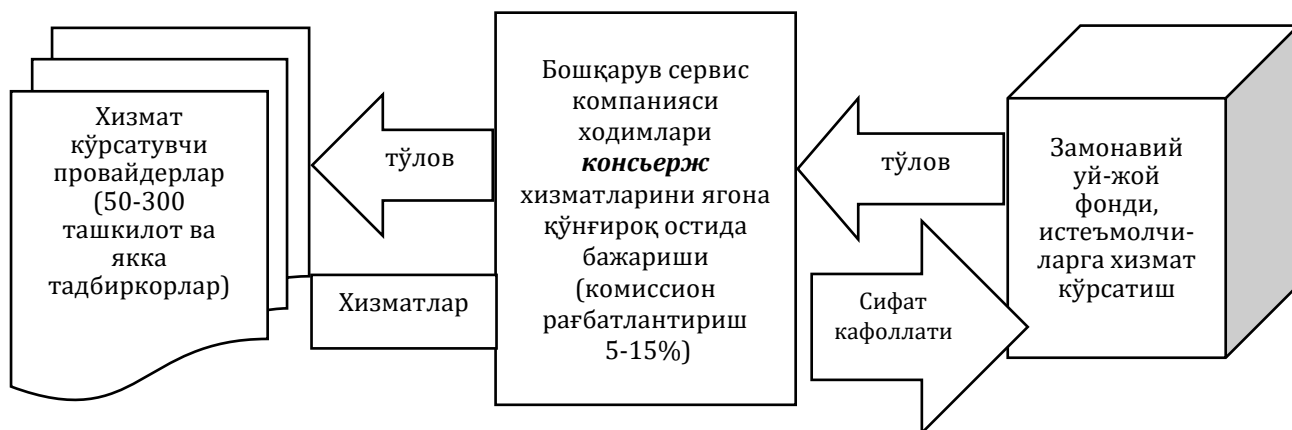 Хизмат
кўрсатувчи
провайдерлар
(50-300
ташкилот ва
якка
тадбиркорлар)
тўлов
Хизматлар
Бошқарув сервис
компанияси
ходимлари
консьерж
хизматларини ягона
қўнғироқ остида
бажариши
(комиссион
рағбатлантириш
5-15%)
тўлов
Сифат
кафоллати
Замонавий
уй-жой
фонди,
истеъмолчи-
ларга хизмат
кўрсатиш